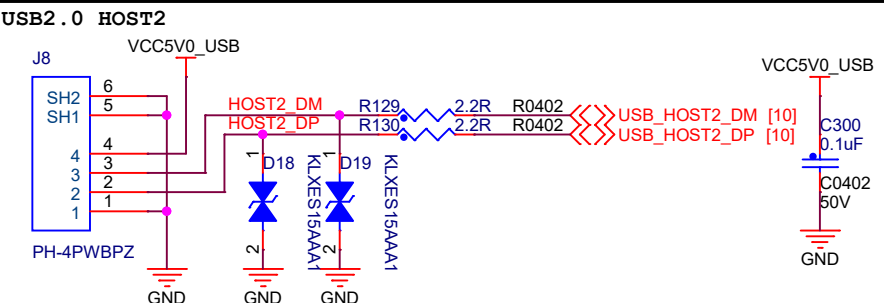 USB2.0 HOST2
J8
VCC5V0_USB
VCC5V0_USB
SH2 6
SH1 5
4 4
3 3
2 2
1 1
PH-4PWBPZ
HOST2_DM R129 2.2R R0402 USB_HOST2_DM [10]
HOST2_DP R130 2.2R R0402 USB_HOST2_DP [10]
1 D18 KLXES15AAA1 2
1 D19 KLXES15AAA1 2
C300
0.1uF
C0402
50V
GND GND GND
GND